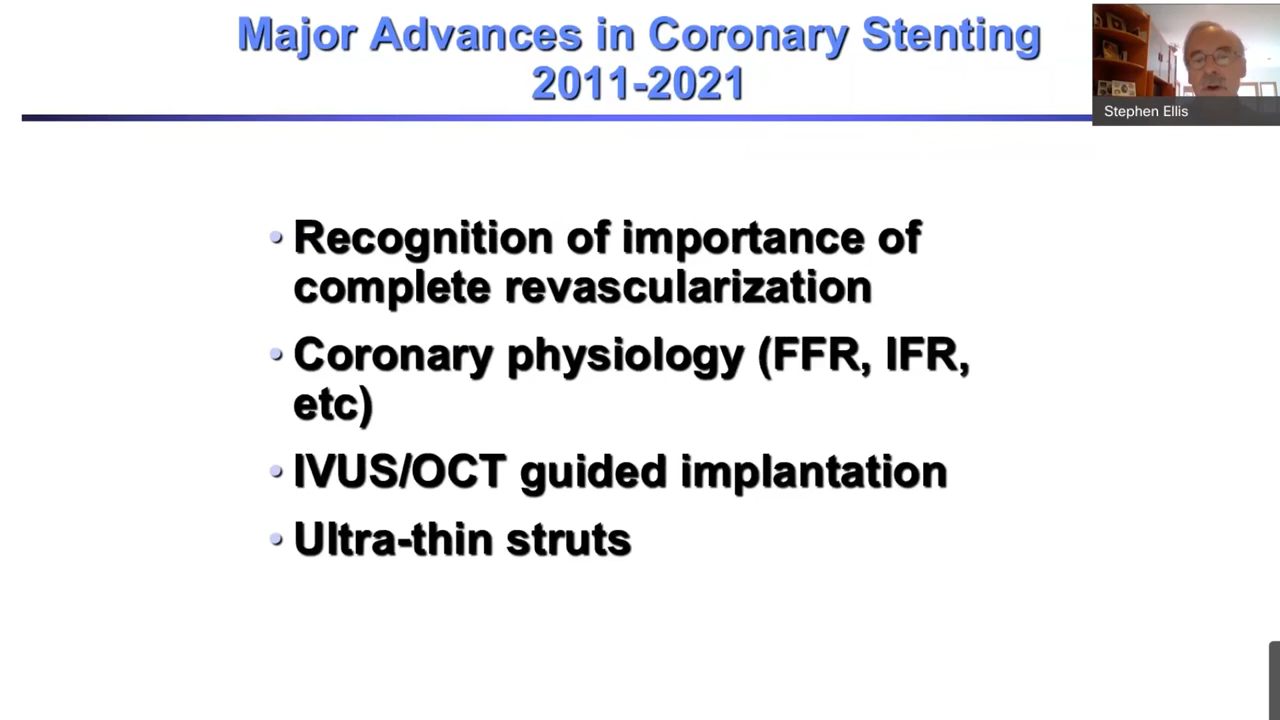 Major Advances in Coronary Stenting
2011-2021
Stephen Ellis
• Recognition of importance of
complete revascularization
• Coronary physiology (FFR, IFR,
etc)
• IVUS/OCT guided implantation
• Ultra-thin struts